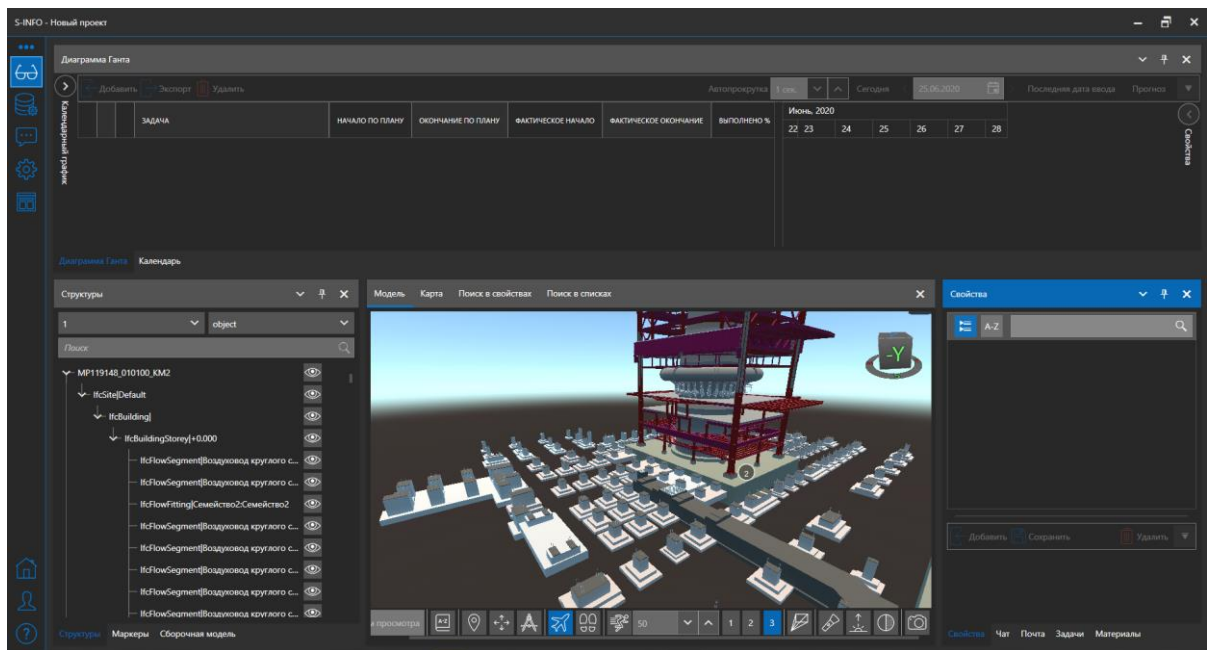 S-INFO - Новый проект
Диаграмма Ганта
Добавить Экспорт Удалить Автопрокрутка 1 сек. Сегодня 25.06.2020 Последняя дата ввода Прогноз
Календарный график
ЗАДАЧА НАЧАЛО ПО ПЛАНУ ОКОНЧАНИЕ ПО ПЛАНУ ФАКТИЧЕСКОЕ НАЧАЛО ФАКТИЧЕСКОЕ ОКОНЧАНИЕ ВЫПОЛНЕНО %
Июнь, 2020
22 23 24 25 26 27 28
Свойства
Диаграмма Ганта Календарь
Структуры
1 object
Поиск
MP119148_010100_КМ2
IfcSite|Default
IfcBuilding|
IfcBuildingStorey|+0.000
IfcFlowSegment|Воздуховод круглого с...
IfcFlowSegment|Воздуховод круглого с...
IfcFlowFitting|Семейство2:Семейство2
IfcFlowSegment|Воздуховод круглого с...
IfcFlowSegment|Воздуховод круглого с...
IfcFlowSegment|Воздуховод круглого с...
IfcFlowSegment|Воздуховод круглого с...
IfcFlowSegment|Воздуховод круглого с...
Структуры Маркеры Сборочная модель
Модель Карта Поиск в свойствах Поиск в списках
-Y
2
просмотра A-Z 50 1 2 3
Свойства
A-Z
Добавить Сохранить Удалить
Свойства Чат Почта Задачи Материалы